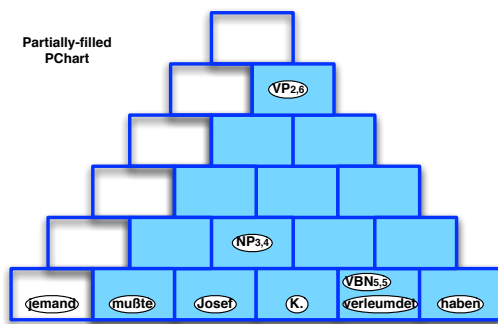 Partially-filled
PChart
VP2,6
NP3,4
VBN5,5
jemand mußte Josef K. verleumdet haben